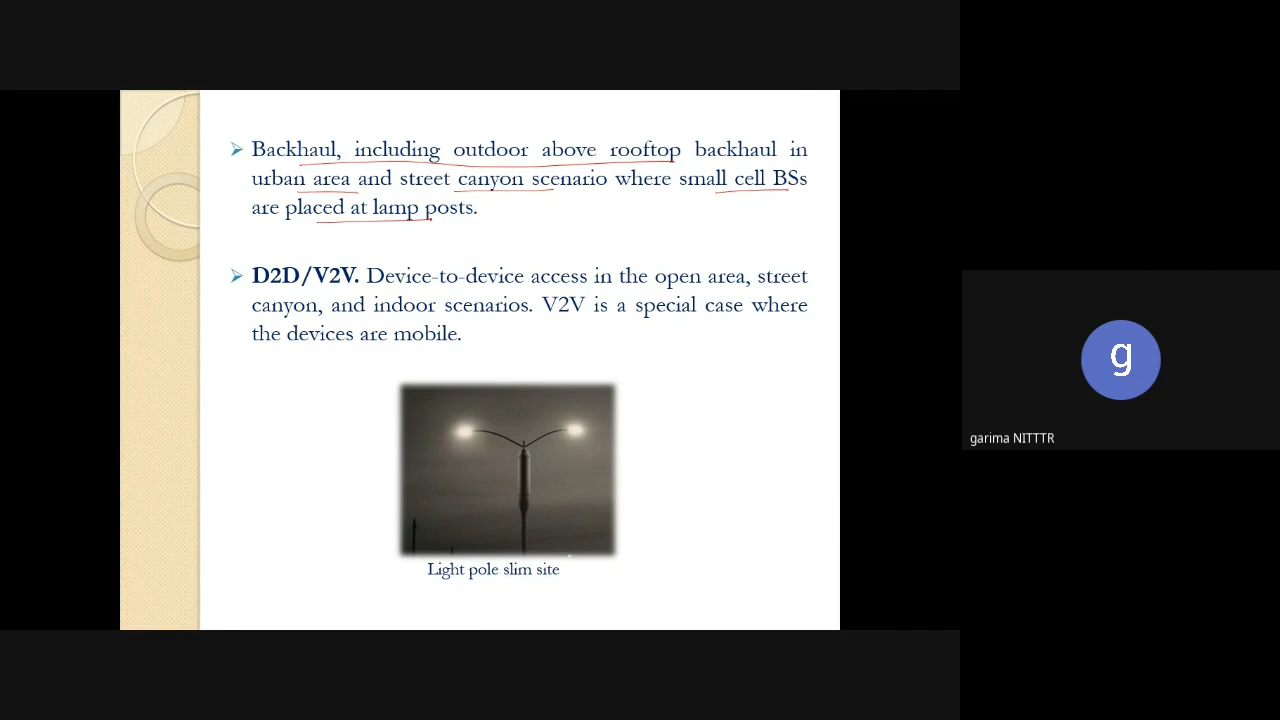 Backhaul, including outdoor above rooftop backhaul in
urban area and street canyon scenario where small cell BSs
are placed at lamp posts.
D2D/V2V. Device-to-device access in the open area, street
canyon, and indoor scenarios. V2V is a special case where
the devices are mobile.
Light pole slim site
g
garima NITTTR